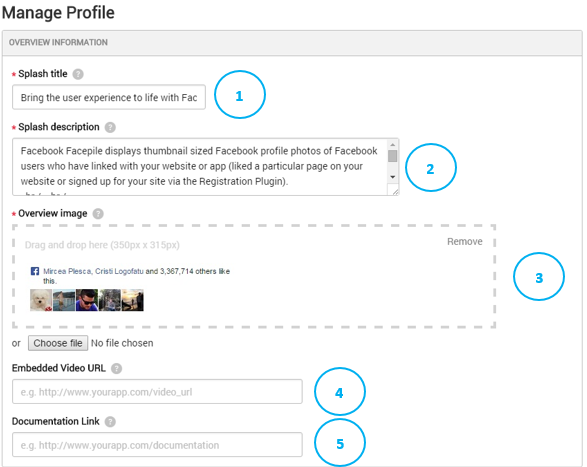 Manage Profile
OVERVIEW INFORMATION
* Splash title ?
Bring the user experience to life with Fac
1
* Splash description ?
Facebook Facepile displays thumbnail sized Facebook profile photos of Facebook
users who have linked with your website or app (liked a particular page on your
website or signed up for your site via the Registration Plugin).
2
* Overview image ?
Drag and drop here (350px x 315px)
Remove
Mircea Plesca, Cristi Logofatu and 3,367,714 others like
this.
3
or Choose file No file chosen
Embedded Video URL ?
e.g. http://www.yourapp.com/video_url
4
Documentation Link ?
e.g. http://www.yourapp.com/documentation
5